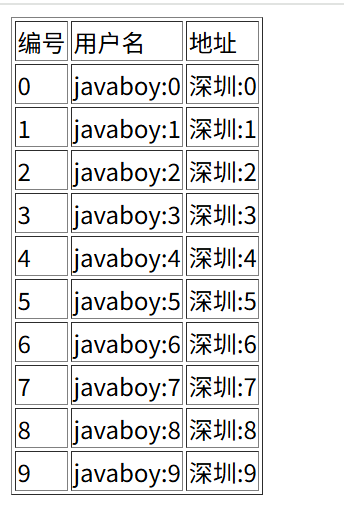 编号 用户名 地址
0 javaboy:0 深圳:0
1 javaboy:1 深圳:1
2 javaboy:2 深圳:2
3 javaboy:3 深圳:3
4 javaboy:4 深圳:4
5 javaboy:5 深圳:5
6 javaboy:6 深圳:6
7 javaboy:7 深圳:7
8 javaboy:8 深圳:8
9 javaboy:9 深圳:9